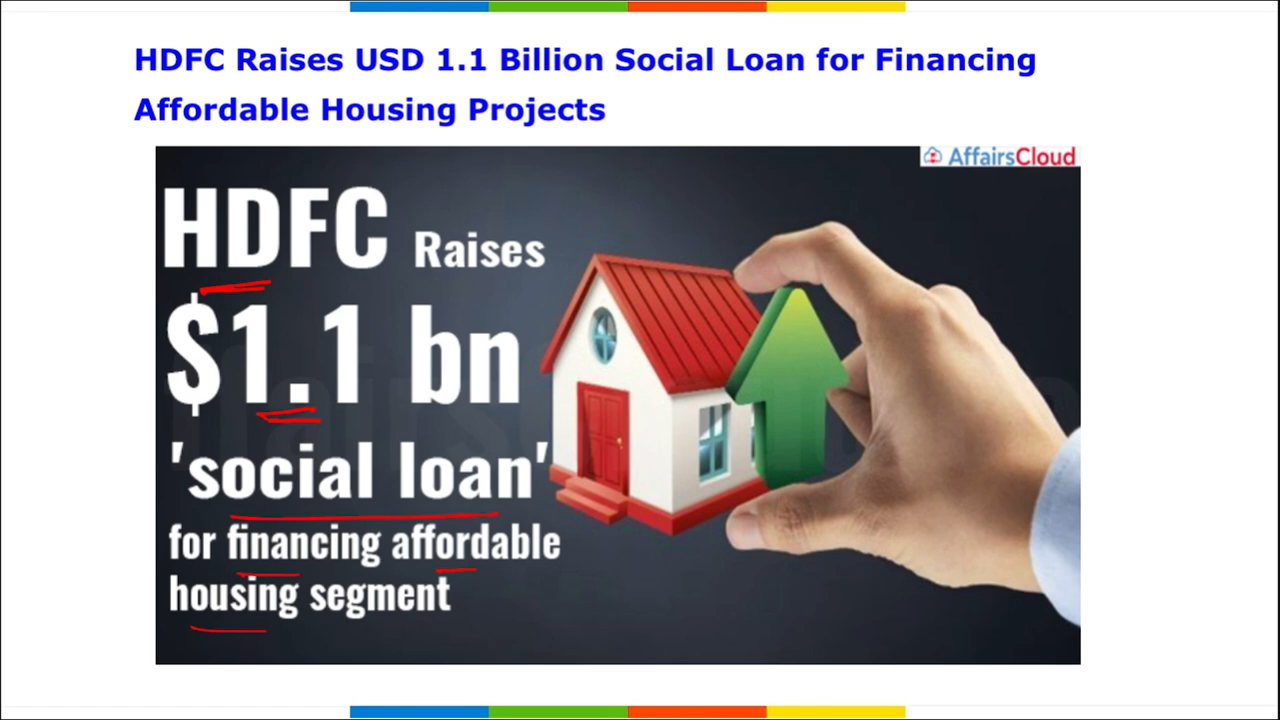 HDFC Raises USD 1.1 Billion Social Loan for Financing
Affordable Housing Projects
AffairsCloud
HDFC Raises
$1.1 bn
'social loan'
for financing affordable
housing segment